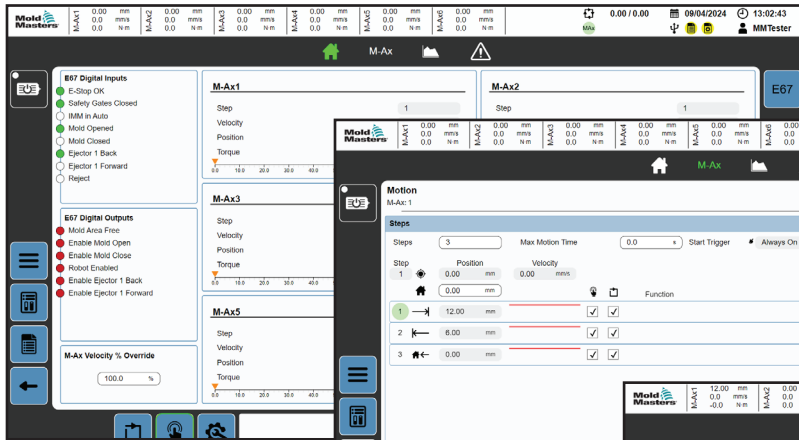 Mold Masters M-Ax1 0.00 mm 0.0 mm/s 0.0 N·m M-Ax2 0.00 mm 0.0 mm/s 0.0 N·m M-Ax3 0.00 mm 0.0 mm/s 0.0 N·m M-Ax4 0.00 mm 0.0 mm/s 0.0 N·m M-Ax5 0.00 mm 0.0 mm/s 0.0 N·m M-Ax6 0.00 mm 0.0 mm/s 0.0 N·m
0.00 / 0.00 09/04/2024 13:02:43
MAx MMTester
M-Ax
E67
E67 Digital Inputs
E-Stop OK
Safety Gates Closed
IMM in Auto
Mold Opened
Mold Closed
Ejector 1 Back
Ejector 1 Forward
Reject
E67 Digital Outputs
Mold Area Free
Enable Mold Open
Enable Mold Close
Robot Enabled
Enable Ejector 1 Back
Enable Ejector 1 Forward
M-Ax Velocity % Override
100.0 %
M-Ax1
Step 1
Velocity
Position
Torque
0.0 10.0 20.0 30.0 40.0
M-Ax2
Step 1
M-Ax3
Step
Velocity
Position
Torque
0.0 10.0 20.0 30.0 40.0
M-Ax5
Step
Velocity
Position
Torque
0.0 10.0 20.0 30.0 40.0
Mold Masters M-Ax1 0.00 mm 0.0 mm/s 0.0 N·m M-Ax2 0.00 mm 0.0 mm/s 0.0 N·m M-Ax3 0.00 mm 0.0 mm/s 0.0 N·m M-Ax4 0.00 mm 0.0 mm/s 0.0 N·m M-Ax5 0.00 mm 0.0 mm/s 0.0 N·m M-Ax6 0.00 0.0 0.0
M-Ax
Motion
M-Ax: 1
Steps
Steps 3 Max Motion Time 0.0 s Start Trigger Always On
Step Position Velocity
1 0.00 mm 0.00 mm/s
0.00 mm Function
1 12.00 mm
2 6.00 mm
3 0.00 mm
Mold Masters M-Ax1 12.00 mm 0.0 mm/s -0.0 N·m M-Ax2 0.00 0.0 0.0